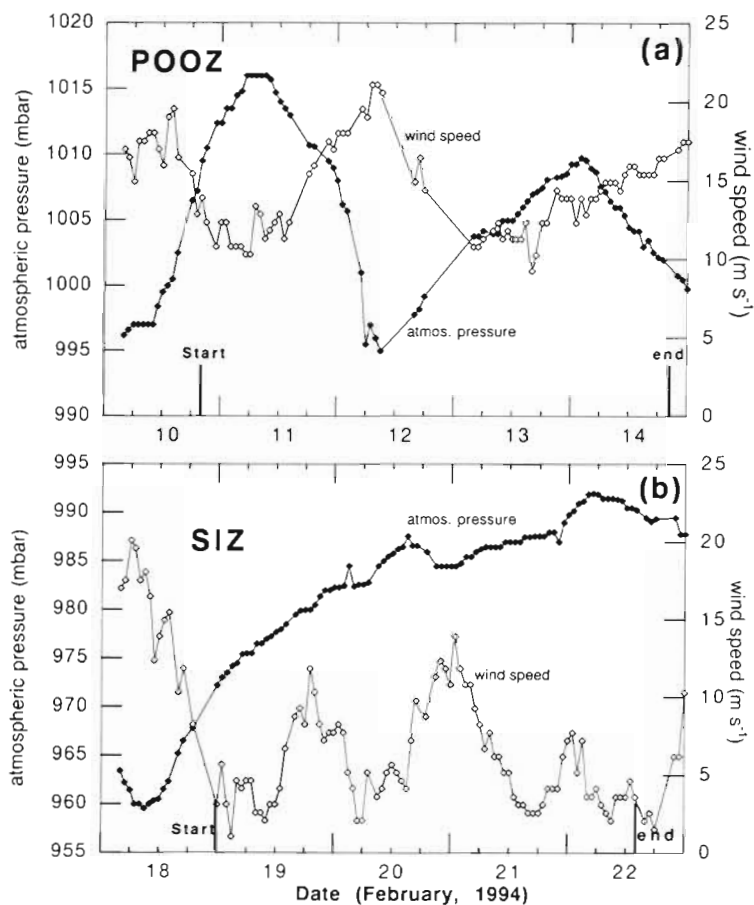 1020
1015
1010
1005
1000
995
990
atmospheric pressure (mbar)
POOZ
(a)
wind speed
atmos. pressure
Start
end
25
20
15
10
5
0
wind speed (m s⁻¹)
10 11 12 13 14
995
990
985
980
975
970
965
960
955
atmospheric pressure (mbar)
SIZ
(b)
atmos. pressure
wind speed
Start
end
25
20
15
10
5
0
wind speed (m s⁻¹)
18 19 20 21 22
Date (February, 1994)